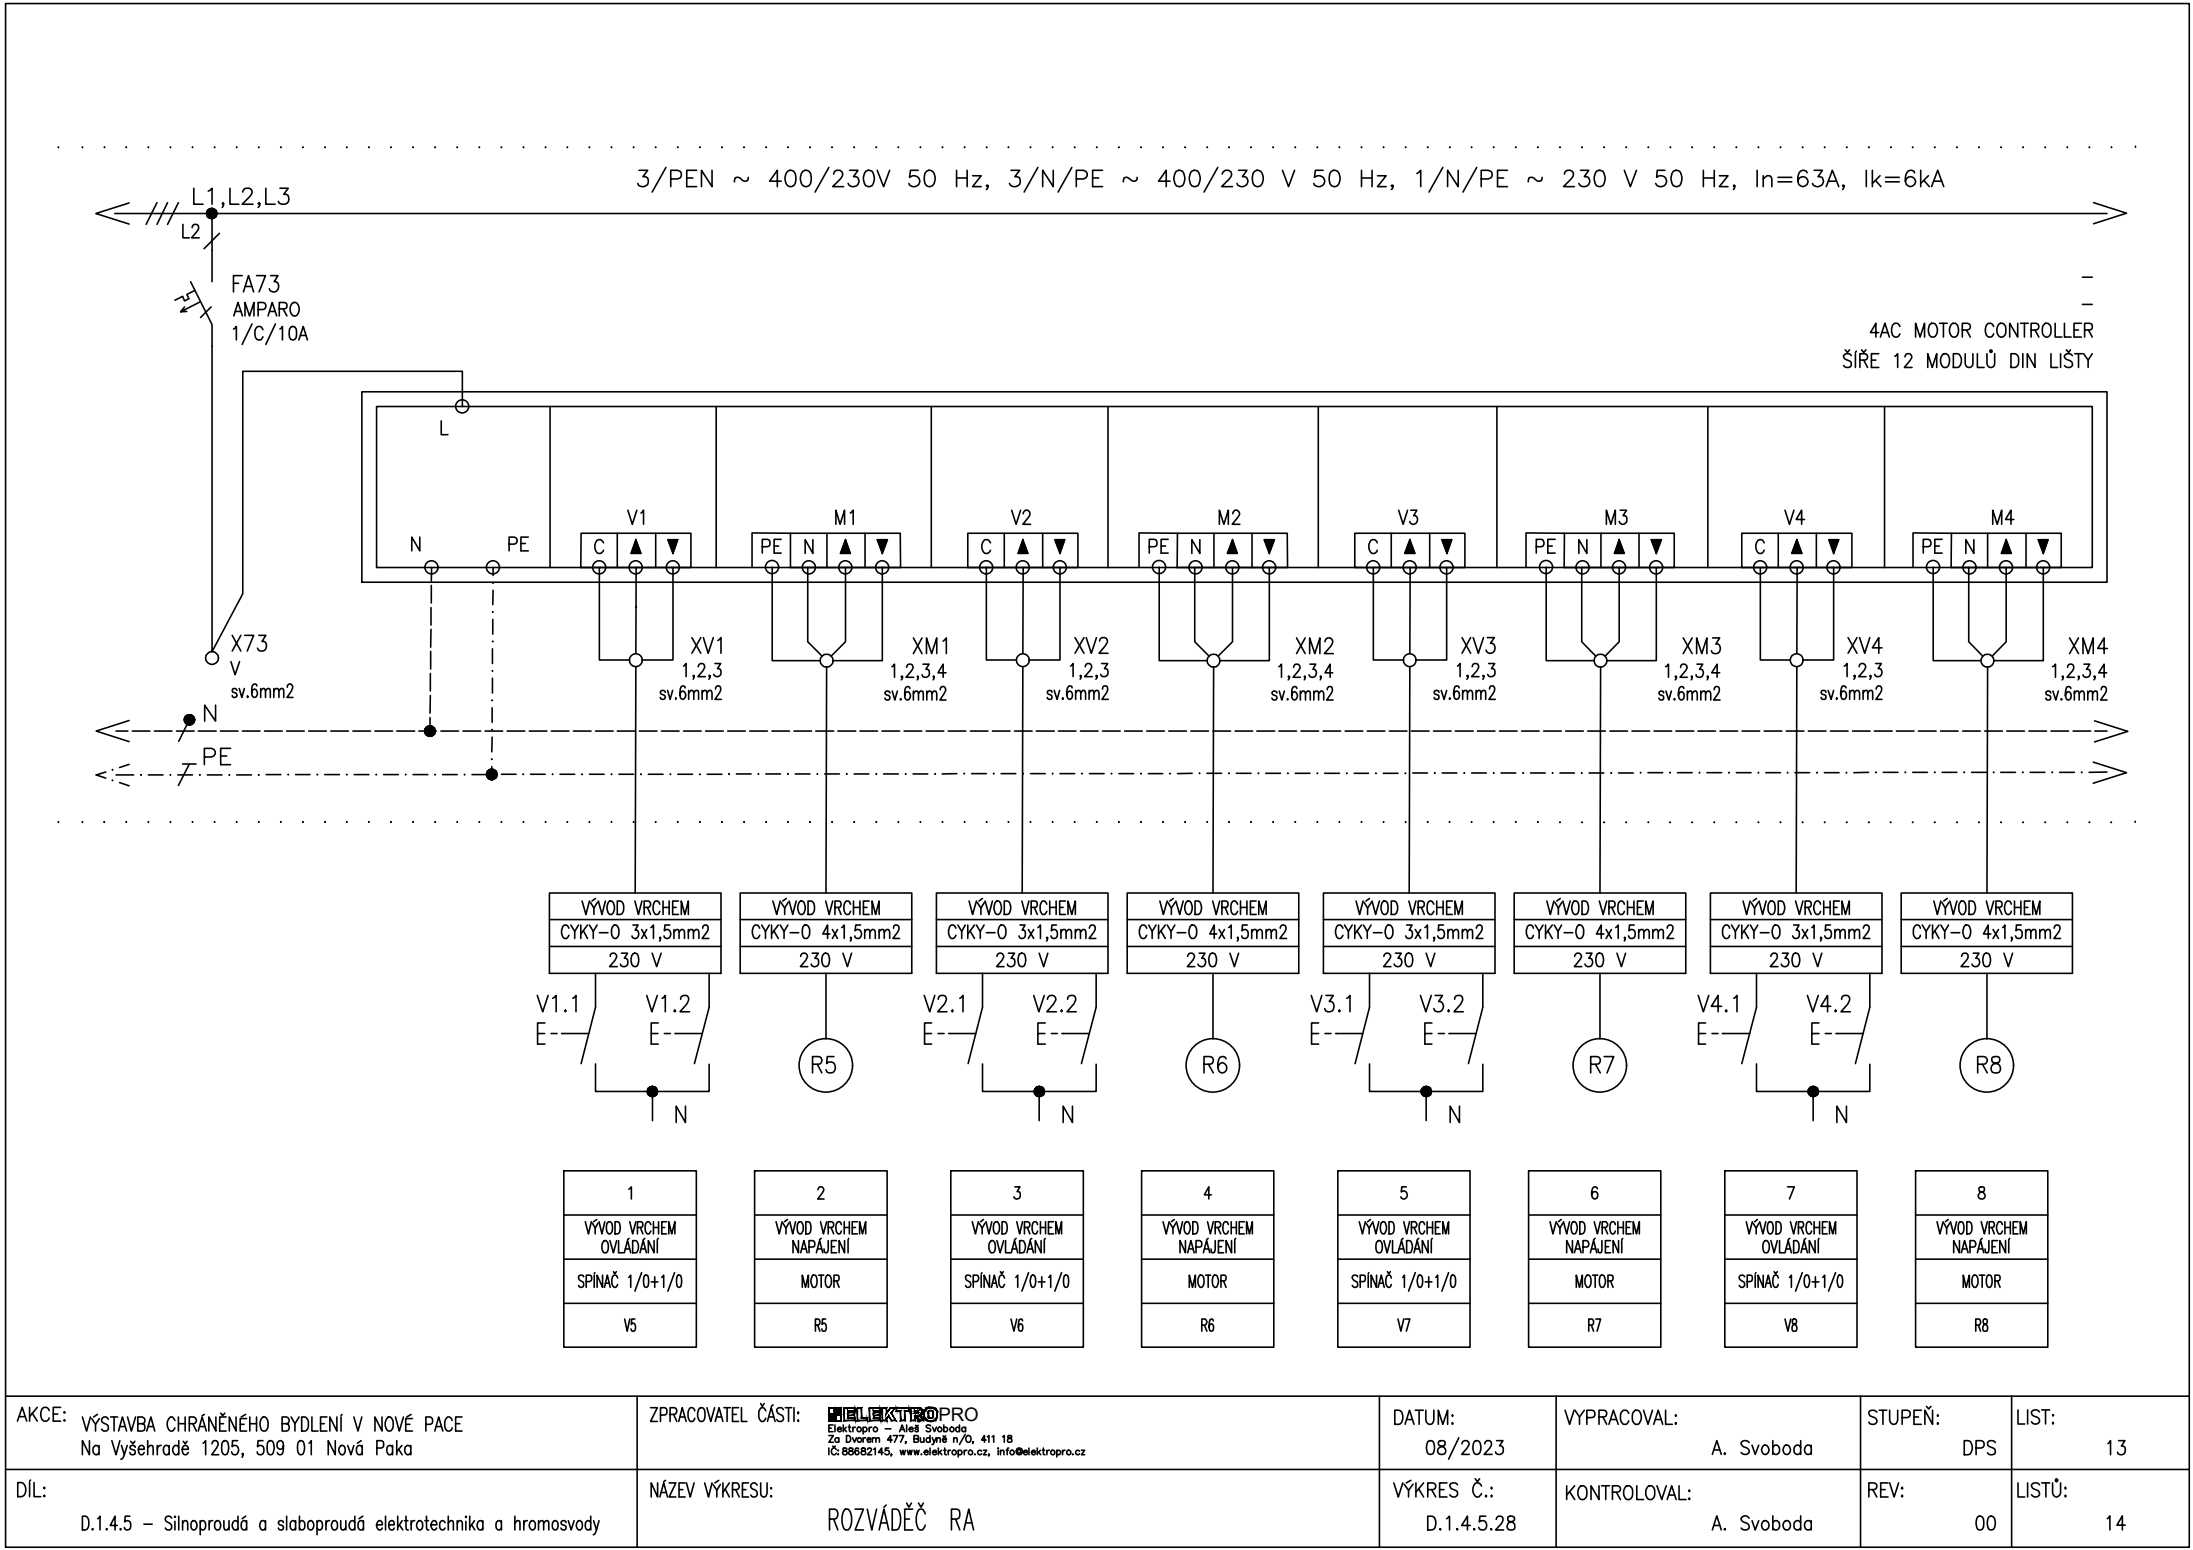 3/PEN ~ 400/230V 50 Hz, 3/N/PE ~ 400/230 V 50 Hz, 1/N/PE ~ 230 V 50 Hz, In=63A, Ik=6kA
L1,L2,L3
L2
FA73
AMPARO
1/C/10A
–
–
4AC MOTOR CONTROLLER
ŠÍŘE 12 MODULŮ DIN LIŠTY
L
N PE
V1 M1 V2 M2 V3 M3 V4 M4
C ▲ ▼ PE N ▲ ▼ C ▲ ▼ PE N ▲ ▼ C ▲ ▼ PE N ▲ ▼ C ▲ ▼ PE N ▲ ▼
X73
V
sv.6mm2
XV1
1,2,3
sv.6mm2
XM1
1,2,3,4
sv.6mm2
XV2
1,2,3
sv.6mm2
XM2
1,2,3,4
sv.6mm2
XV3
1,2,3
sv.6mm2
XM3
1,2,3,4
sv.6mm2
XV4
1,2,3
sv.6mm2
XM4
1,2,3,4
sv.6mm2
N
PE
VÝVOD VRCHEM
CYKY-O 3x1,5mm2
230 V
VÝVOD VRCHEM
CYKY-O 4x1,5mm2
230 V
VÝVOD VRCHEM
CYKY-O 3x1,5mm2
230 V
VÝVOD VRCHEM
CYKY-O 4x1,5mm2
230 V
VÝVOD VRCHEM
CYKY-O 3x1,5mm2
230 V
VÝVOD VRCHEM
CYKY-O 4x1,5mm2
230 V
VÝVOD VRCHEM
CYKY-O 3x1,5mm2
230 V
VÝVOD VRCHEM
CYKY-O 4x1,5mm2
230 V
V1.1 V1.2 V2.1 V2.2 V3.1 V3.2 V4.1 V4.2
R5 R6 R7 R8
N N N N
1
VÝVOD VRCHEM
OVLÁDÁNÍ
SPÍNAČ 1/0+1/0
V5
2
VÝVOD VRCHEM
NAPÁJENÍ
MOTOR
R5
3
VÝVOD VRCHEM
OVLÁDÁNÍ
SPÍNAČ 1/0+1/0
V6
4
VÝVOD VRCHEM
NAPÁJENÍ
MOTOR
R6
5
VÝVOD VRCHEM
OVLÁDÁNÍ
SPÍNAČ 1/0+1/0
V7
6
VÝVOD VRCHEM
NAPÁJENÍ
MOTOR
R7
7
VÝVOD VRCHEM
OVLÁDÁNÍ
SPÍNAČ 1/0+1/0
V8
8
VÝVOD VRCHEM
NAPÁJENÍ
MOTOR
R8
AKCE:
VÝSTAVBA CHRÁNĚNÉHO BYDLENÍ V NOVÉ PACE
Na Vyšehradě 1205, 509 01 Nová Paka
ZPRACOVATEL ČÁSTI:
ELEKTROPRO
Elektropro – Aleš Svoboda
Za Dvorem 477, Budyně n/O, 411 18
IČ: 88682145, www.elektropro.cz, info@elektropro.cz
DATUM:
08/2023
VYPRACOVAL:
A. Svoboda
STUPEŇ:
DPS
LIST:
13
DÍL:
D.1.4.5 – Silnoproudá a slaboproudá elektrotechnika a hromosvody
NÁZEV VÝKRESU:
ROZVÁDĚČ RA
VÝKRES Č.:
D.1.4.5.28
KONTROLOVAL:
A. Svoboda
REV:
00
LISTŮ:
14